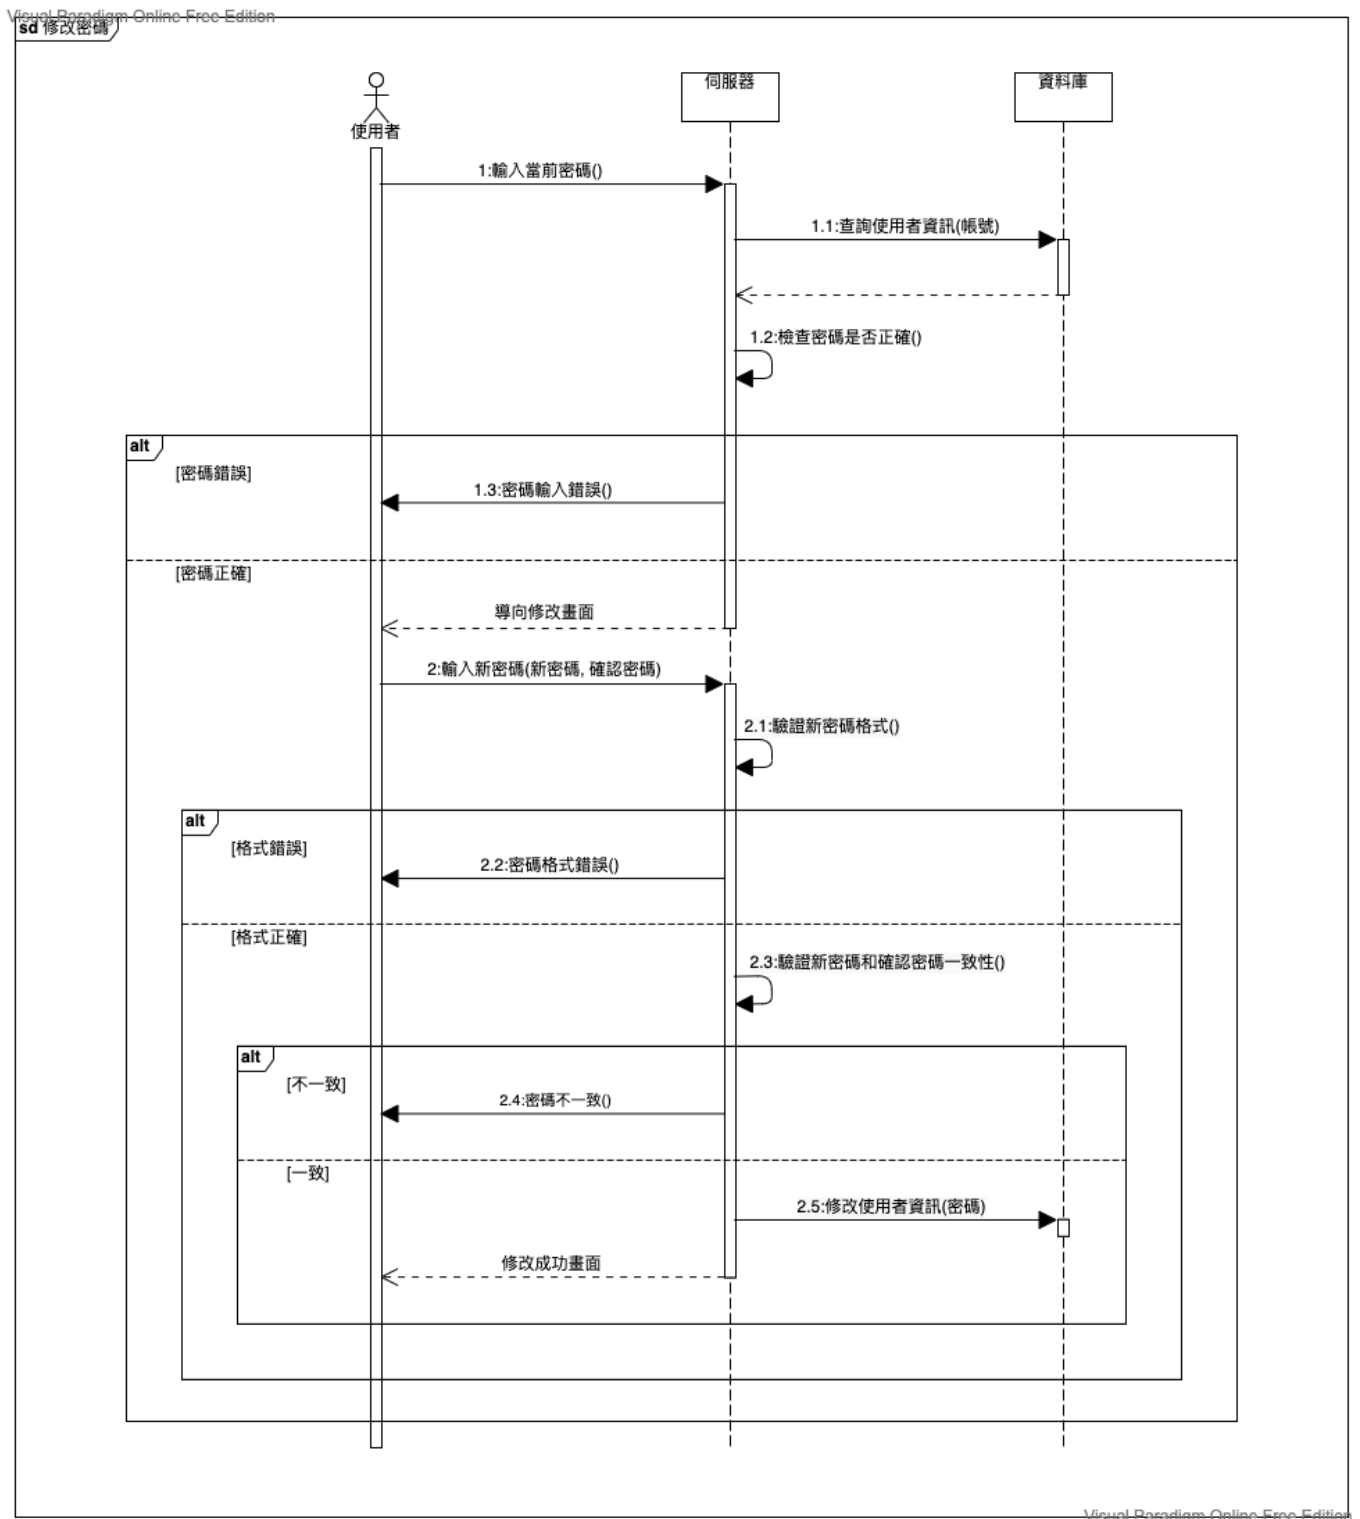 Visual Paradigm Online Free Edition
sd 修改密碼
使用者
伺服器
資料庫
1:輸入當前密碼()
1.1:查詢使用者資訊(帳號)
1.2:檢查密碼是否正確()
alt
[密碼錯誤]
1.3:密碼輸入錯誤()
[密碼正確]
導向修改畫面
2:輸入新密碼(新密碼, 確認密碼)
2.1:驗證新密碼格式()
alt
[格式錯誤]
2.2:密碼格式錯誤()
[格式正確]
2.3:驗證新密碼和確認密碼一致性()
alt
[不一致]
2.4:密碼不一致()
[一致]
2.5:修改使用者資訊(密碼)
修改成功畫面
Visual Paradigm Online Free Edition